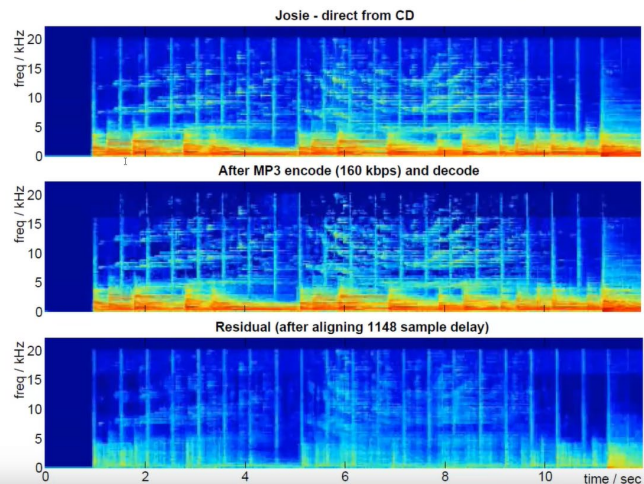 Josie - direct from CD
freq / kHz
20
15
10
5
0
After MP3 encode (160 kbps) and decode
freq / kHz
20
15
10
5
0
Residual (after aligning 1148 sample delay)
freq / kHz
20
15
10
5
0
0 2 4 6 8 10 time / sec